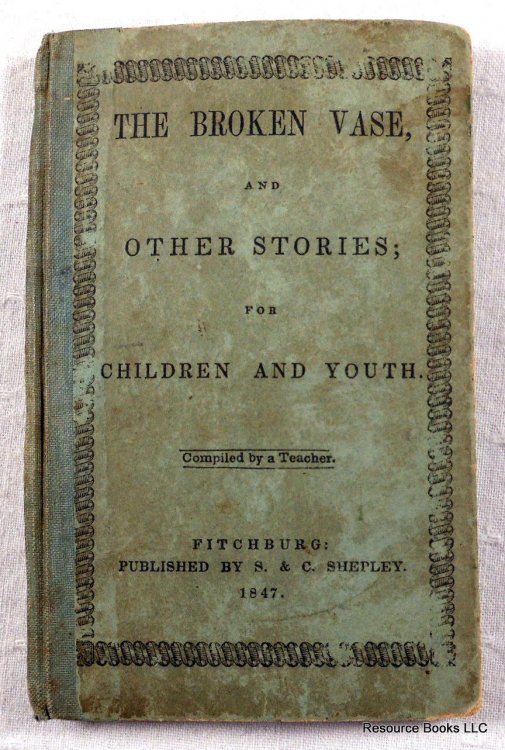 THE BROKEN VASE,
AND
OTHER STORIES;
FOR
CHILDREN AND YOUTH.
Compiled by a Teacher.
FITCHBURG:
PUBLISHED BY S. & C. SHEPLEY.
1847.
Resource Books LLC